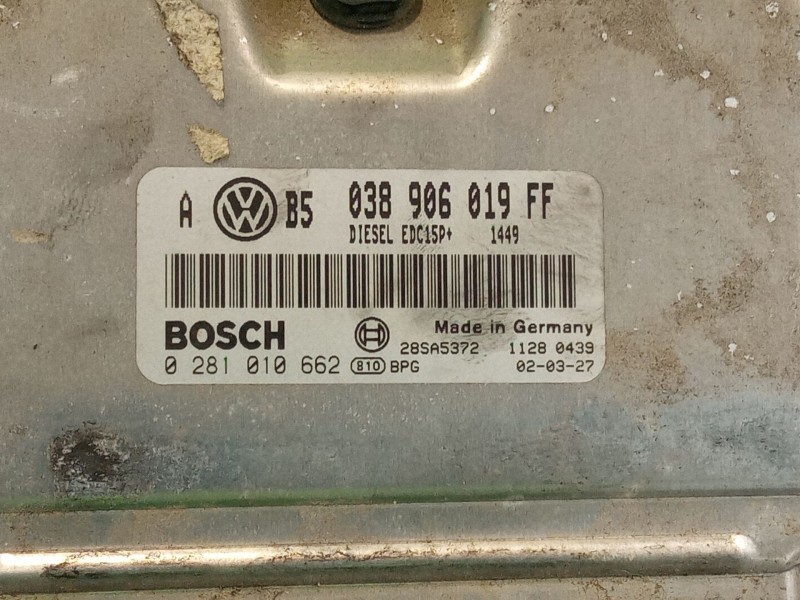 A VW B5 038 906 019 FF
DIESEL EDC15P+ 1449
BOSCH Made in Germany
28SA5372 1128 0439
0 281 010 662 810 BPG 02-03-27